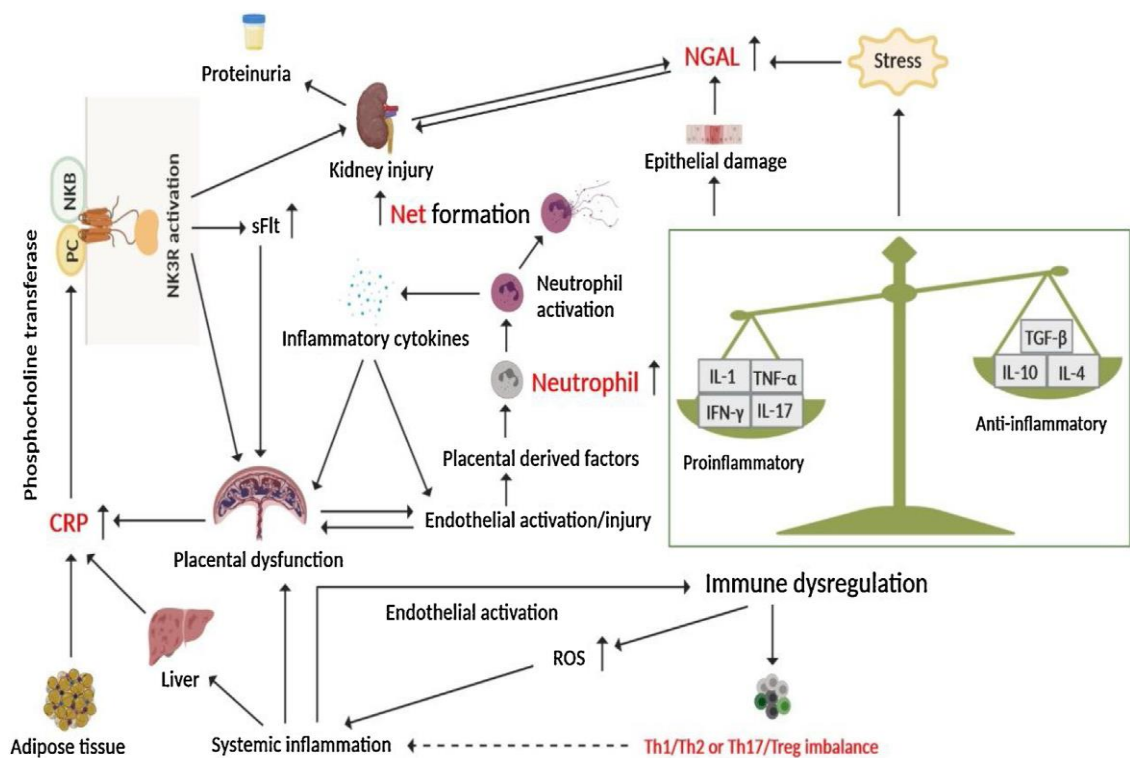 NGAL
Stress
Proteinuria
Kidney injury
Epithelial damage
NKB
PC
NK3R activation
Phosphocholine transferase
sFlt
Net formation
Neutrophil
activation
Inflammatory cytokines
Neutrophil
Placental derived factors
Endothelial activation/injury
IL-1
TNF-α
IFN-γ
IL-17
Proinflammatory
TGF-β
IL-10
IL-4
Anti-inflammatory
CRP
Placental dysfunction
Immune dysregulation
Endothelial activation
ROS
Liver
Adipose tissue
Systemic inflammation
Th1/Th2 or Th17/Treg imbalance